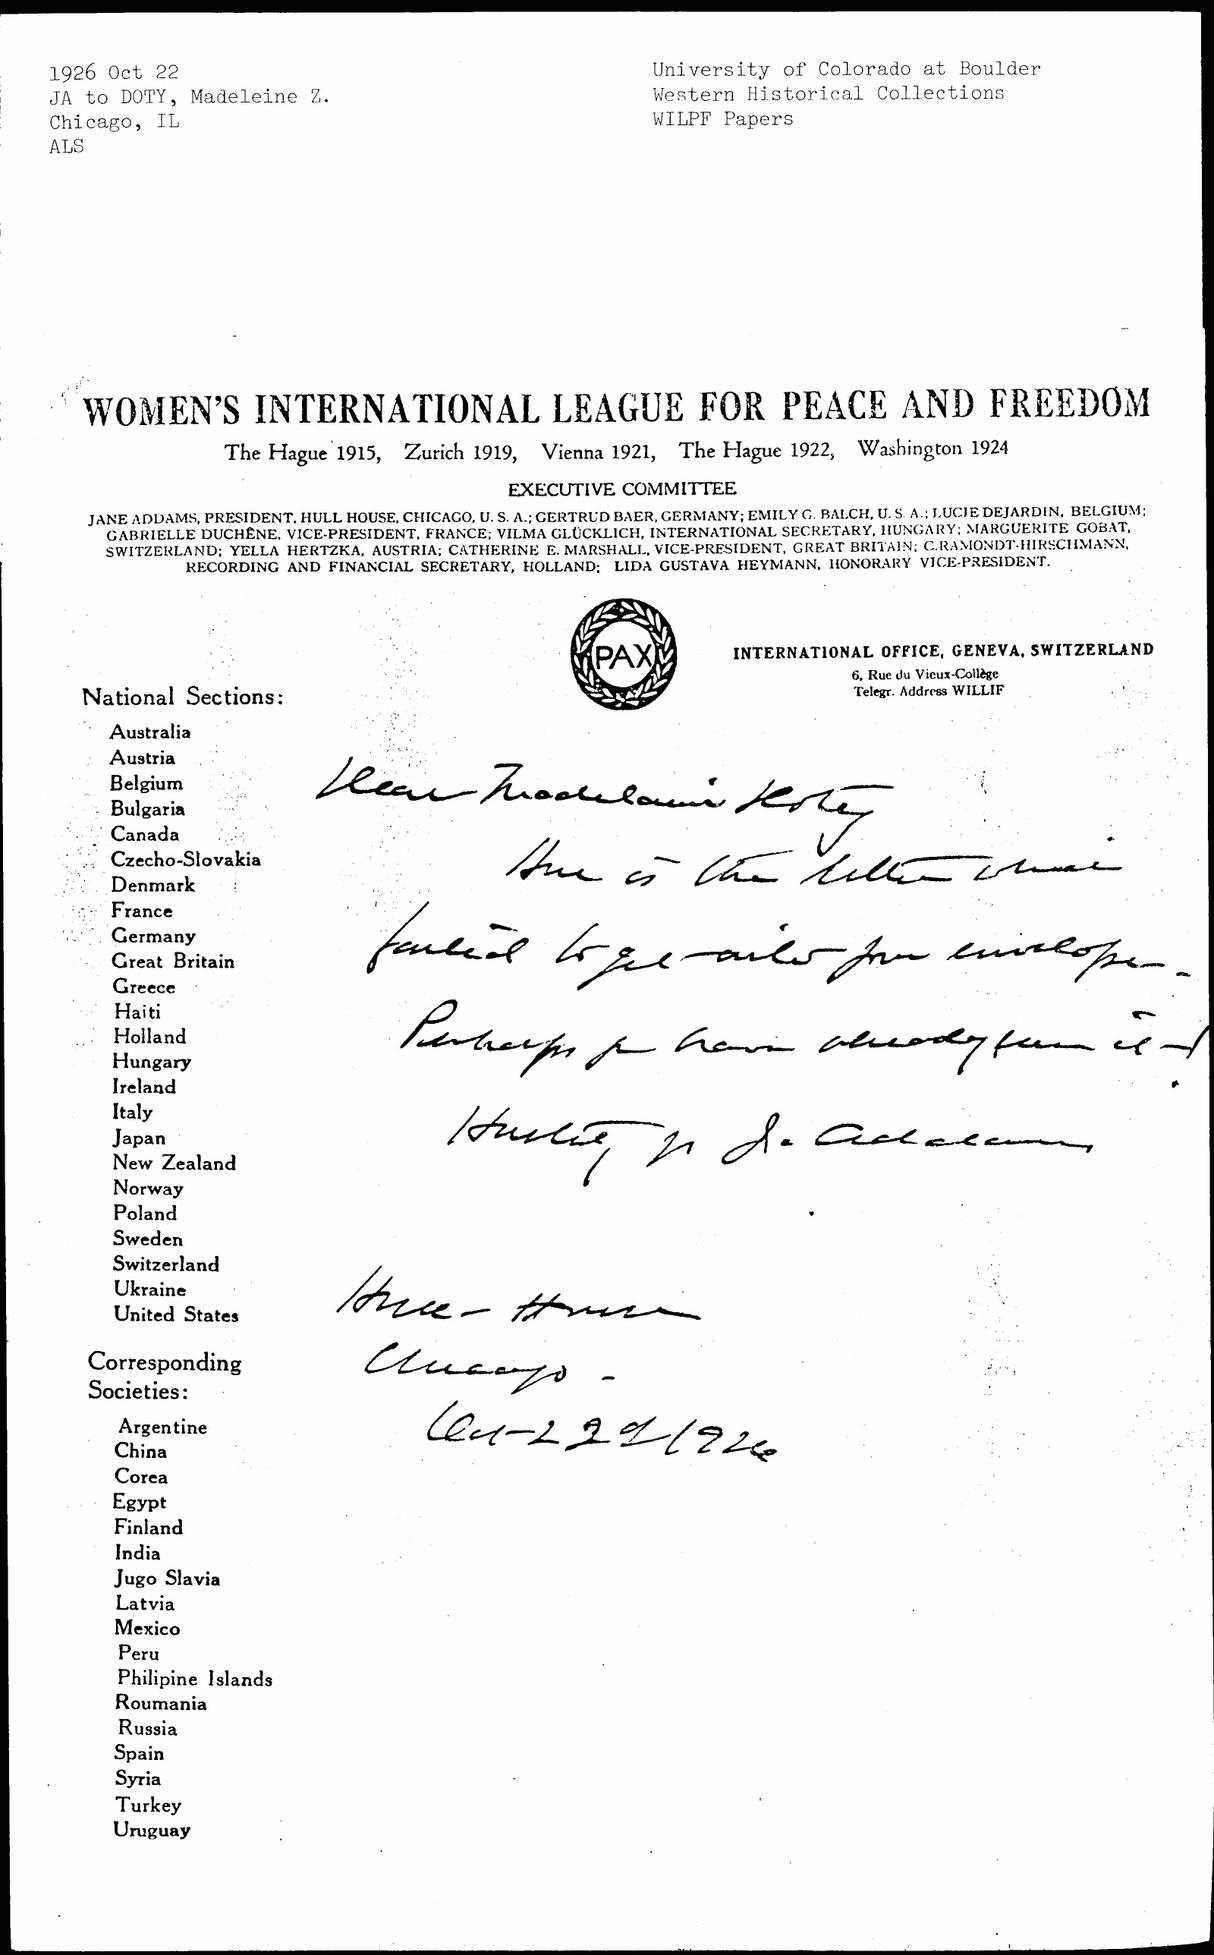 1926 Oct 22
JA to DOTY, Madeleine Z.
Chicago, IL
ALS
University of Colorado at Boulder
Western Historical Collections
WILPF Papers
WOMEN'S INTERNATIONAL LEAGUE FOR PEACE AND FREEDOM
The Hague 1915, Zurich 1919, Vienna 1921, The Hague 1922, Washington 1924
EXECUTIVE COMMITTEE
JANE ADDAMS, PRESIDENT, HULL HOUSE, CHICAGO, U. S. A.; GERTRUD BAER, GERMANY; EMILY G. BALCH, U. S. A.; LUCIE DEJARDIN, BELGIUM;
GABRIELLE DUCHÊNE, VICE-PRESIDENT, FRANCE; VILMA GLÜCKLICH, INTERNATIONAL SECRETARY, HUNGARY; MARGUERITE GOBAT,
SWITZERLAND; YELLA HERTZKA, AUSTRIA; CATHERINE E. MARSHALL, VICE-PRESIDENT, GREAT BRITAIN; C. RAMONDT-HIRSCHMANN,
RECORDING AND FINANCIAL SECRETARY, HOLLAND; LIDA GUSTAVA HEYMANN, HONORARY VICE-PRESIDENT.
PAX
INTERNATIONAL OFFICE, GENEVA, SWITZERLAND
6, Rue du Vieux-Collège
Telegr. Address WILLIF
National Sections:
Australia
Austria
Belgium
Bulgaria
Canada
Czecho-Slovakia
Denmark
France
Germany
Great Britain
Greece
Haiti
Holland
Hungary
Ireland
Italy
Japan
New Zealand
Norway
Poland
Sweden
Switzerland
Ukraine
United States
Corresponding
Societies:
Argentine
China
Corea
Egypt
Finland
India
Jugo Slavia
Latvia
Mexico
Peru
Philipine Islands
Roumania
Russia
Spain
Syria
Turkey
Uruguay
Dear Madeleine Doty
Here is the letter which
failed to get into your envelope -
Perhaps you have already seen it -
Hastily yrs J. Addams
Hull - House
Chicago -
Oct - 22d 1926